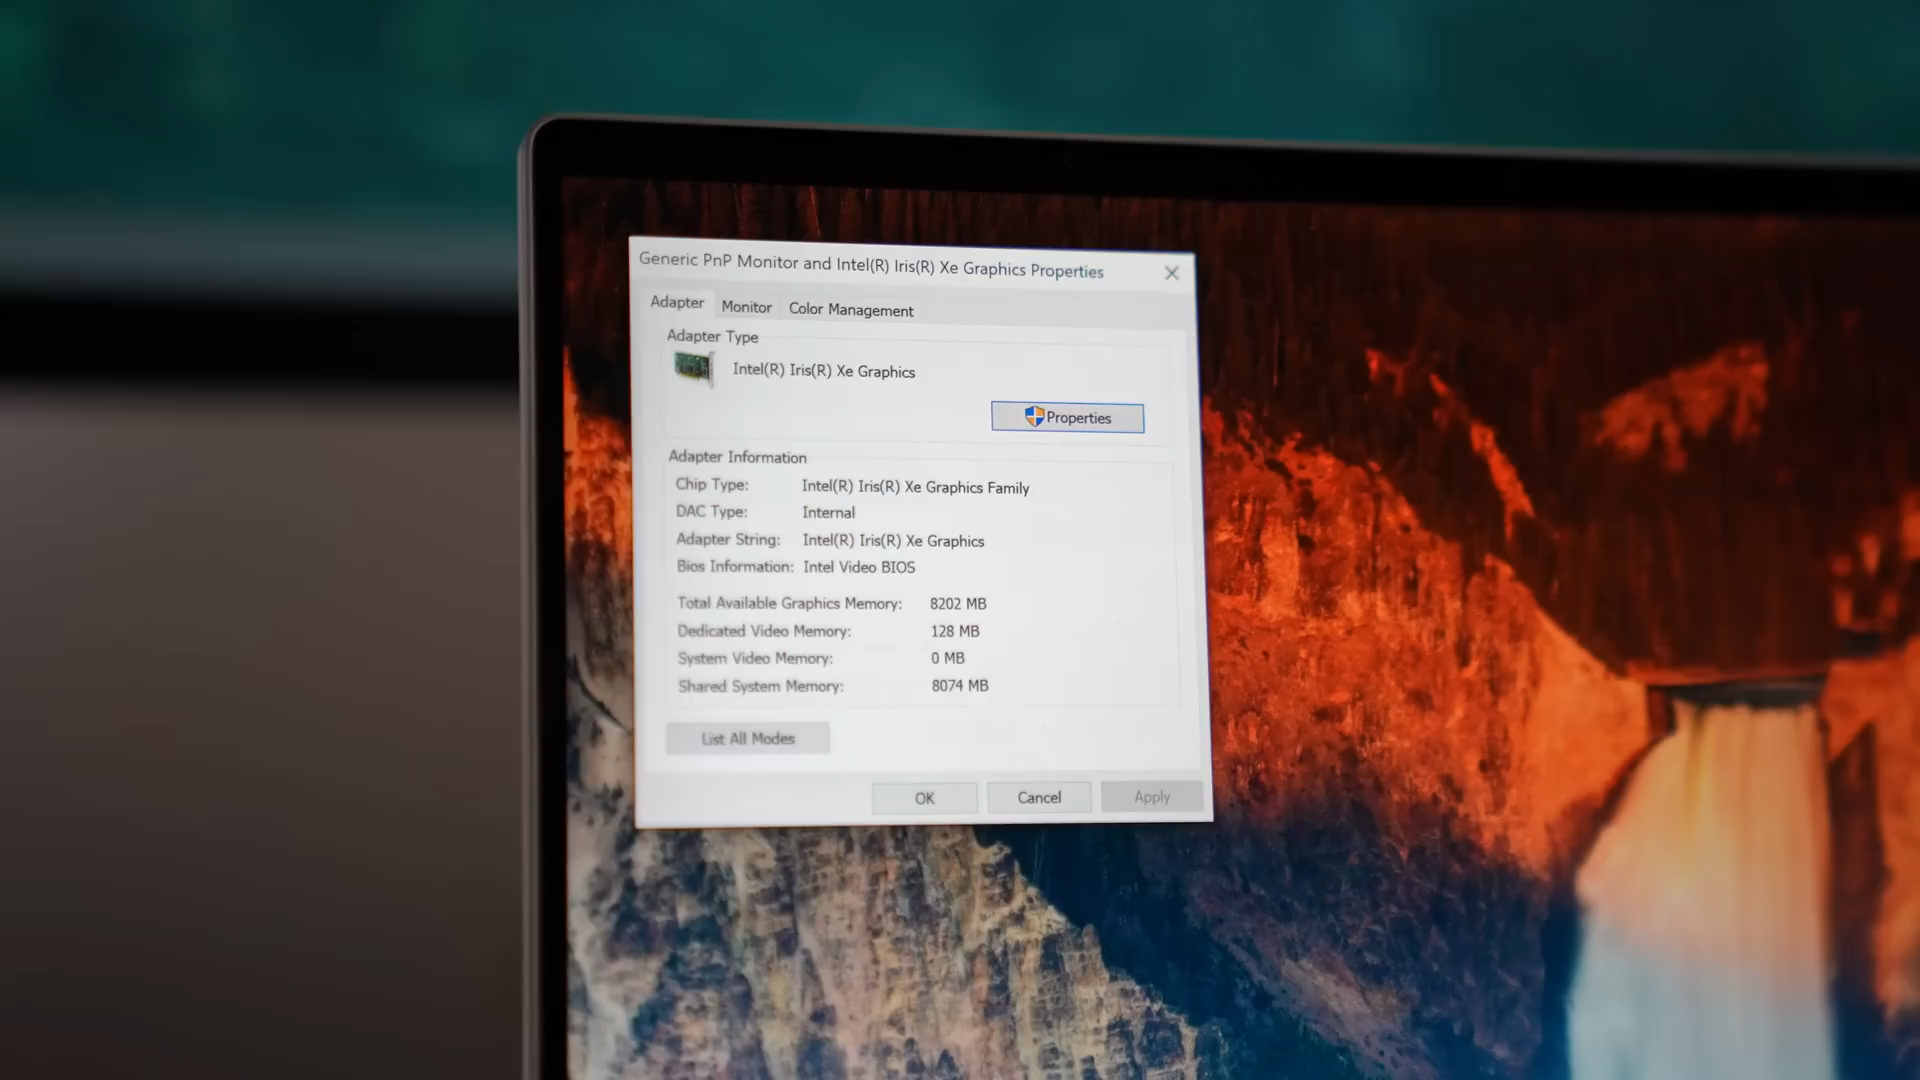 Generic PnP Monitor and Intel(R) Iris(R) Xe Graphics Properties
Adapter Monitor Color Management
Adapter Type
Intel(R) Iris(R) Xe Graphics
Properties
Adapter Information
Chip Type: Intel(R) Iris(R) Xe Graphics Family
DAC Type: Internal
Adapter String: Intel(R) Iris(R) Xe Graphics
Bios Information: Intel Video BIOS
Total Available Graphics Memory: 8202 MB
Dedicated Video Memory: 128 MB
System Video Memory: 0 MB
Shared System Memory: 8074 MB
List All Modes
OK Cancel Apply